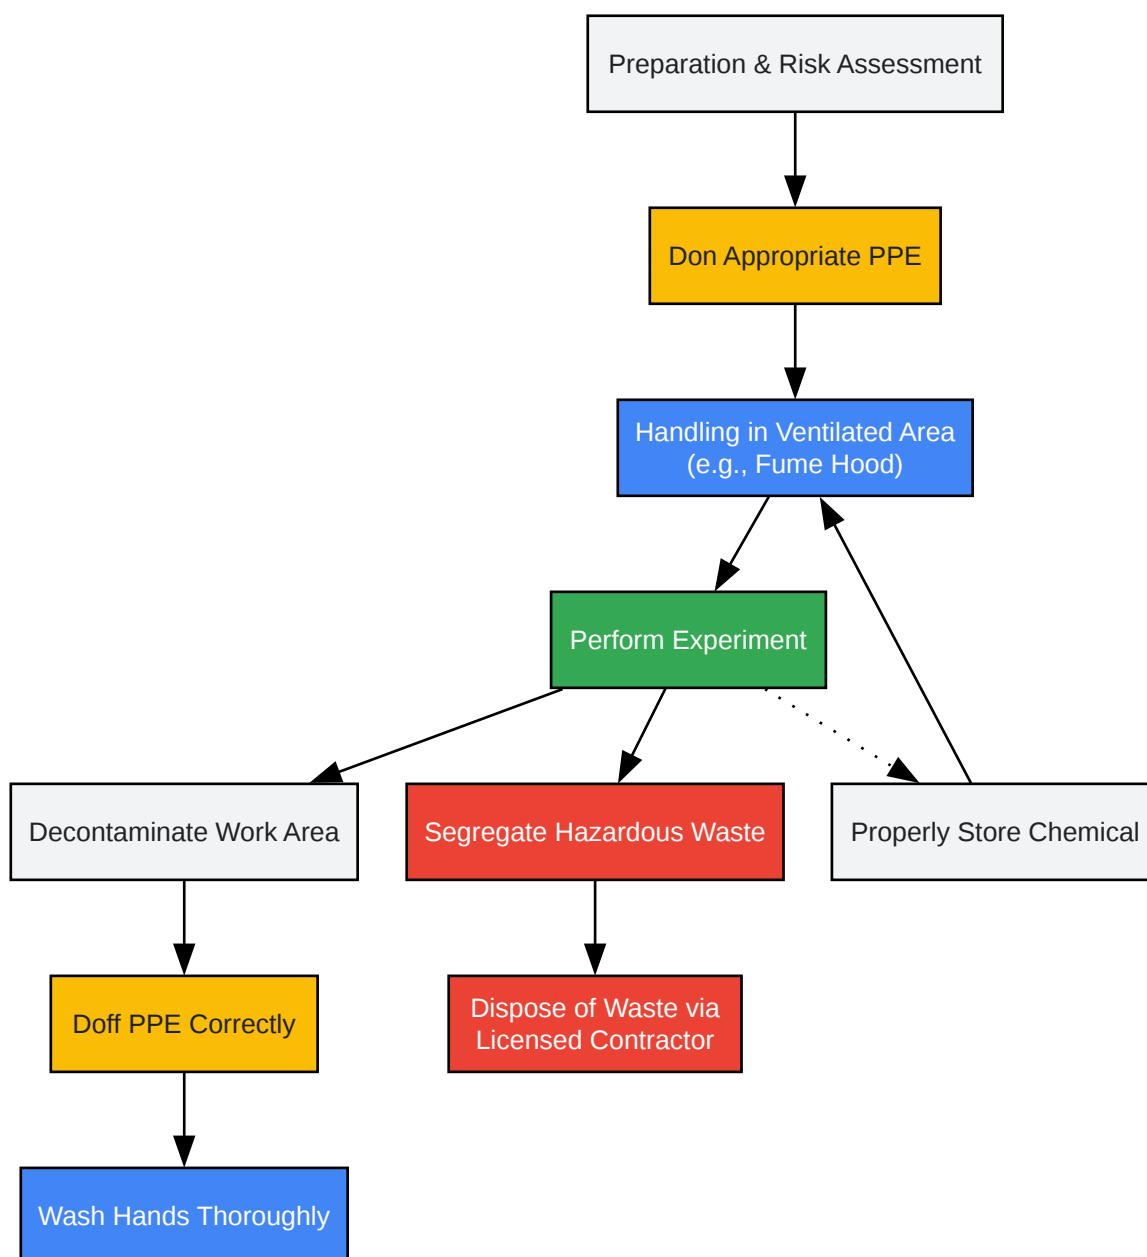 Preparation & Risk Assessment
Don Appropriate PPE
Handling in Ventilated Area
(e.g., Fume Hood)
Perform Experiment
Decontaminate Work Area
Segregate Hazardous Waste
Properly Store Chemical
Doff PPE Correctly
Dispose of Waste via
Licensed Contractor
Wash Hands Thoroughly